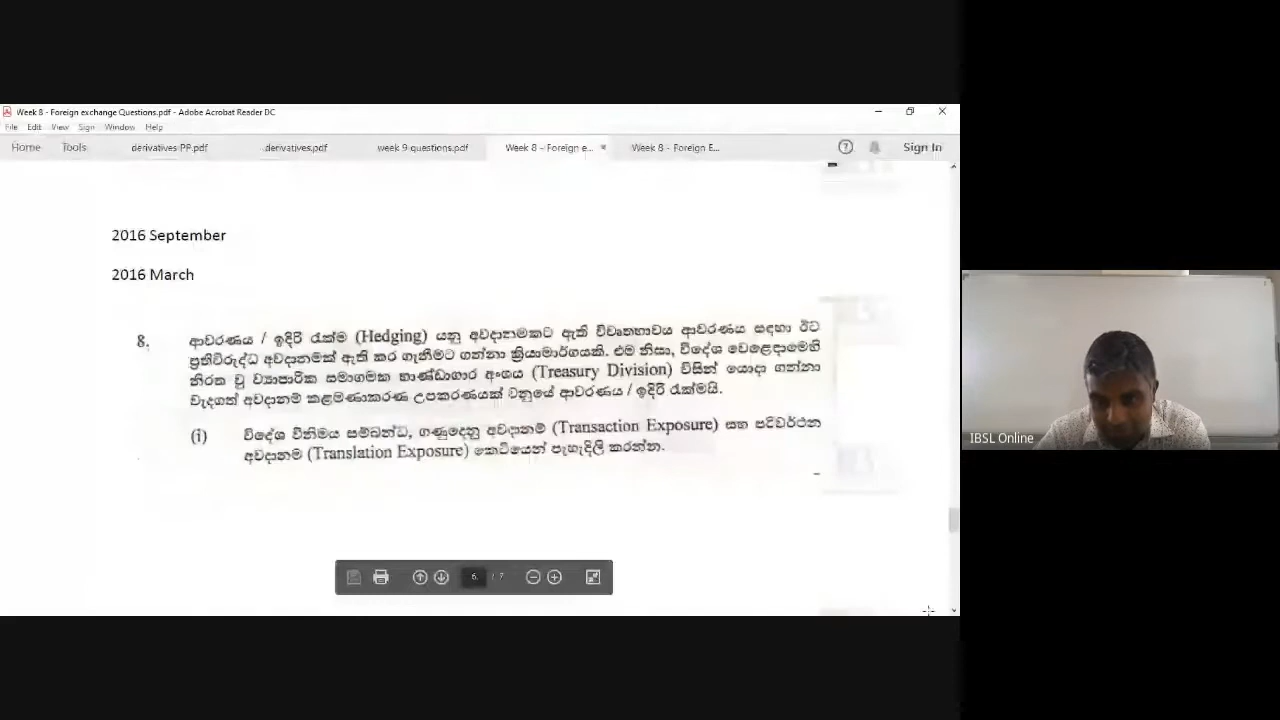 Week 8 - Foreign exchange Questions.pdf - Adobe Acrobat Reader DC
File Edit View Sign Window Help
Home Tools derivatives PP.pdf derivatives.pdf week 9 questions.pdf Week 8 - Foreign e... Week 8 - Foreign E... Sign In
2016 September
2016 March
8. ආවරණය / ඉදිරි රැක්ම (Hedging) යනු අවදානමකට ඇති විවෘතභාවය ආවරණය සඳහා ඊට
ප්‍රතිවිරුද්ධ අවදානමක් ඇති කර ගැනීමට ගන්නා ක්‍රියාමාර්ගයකි. එම නිසා, විදේශ වෙළෙඳාමෙහි
නිරත වූ ව්‍යාපාරික සමාගමක භාණ්ඩාගාර අංශය (Treasury Division) විසින් යොදා ගන්නා
වැදගත් අවදානම් කළමණාකරණ උපකරණයක් වනුයේ ආවරණය / ඉදිරි රැක්මයි.
(i) විදේශ විනිමය සම්බන්ධ, ගණුදෙනු අවදානම් (Transaction Exposure) සහ පරිවර්ථන
අවදානම (Translation Exposure) කෙටියෙන් පැහැදිලි කරන්න.
6 / 7
IBSL Online